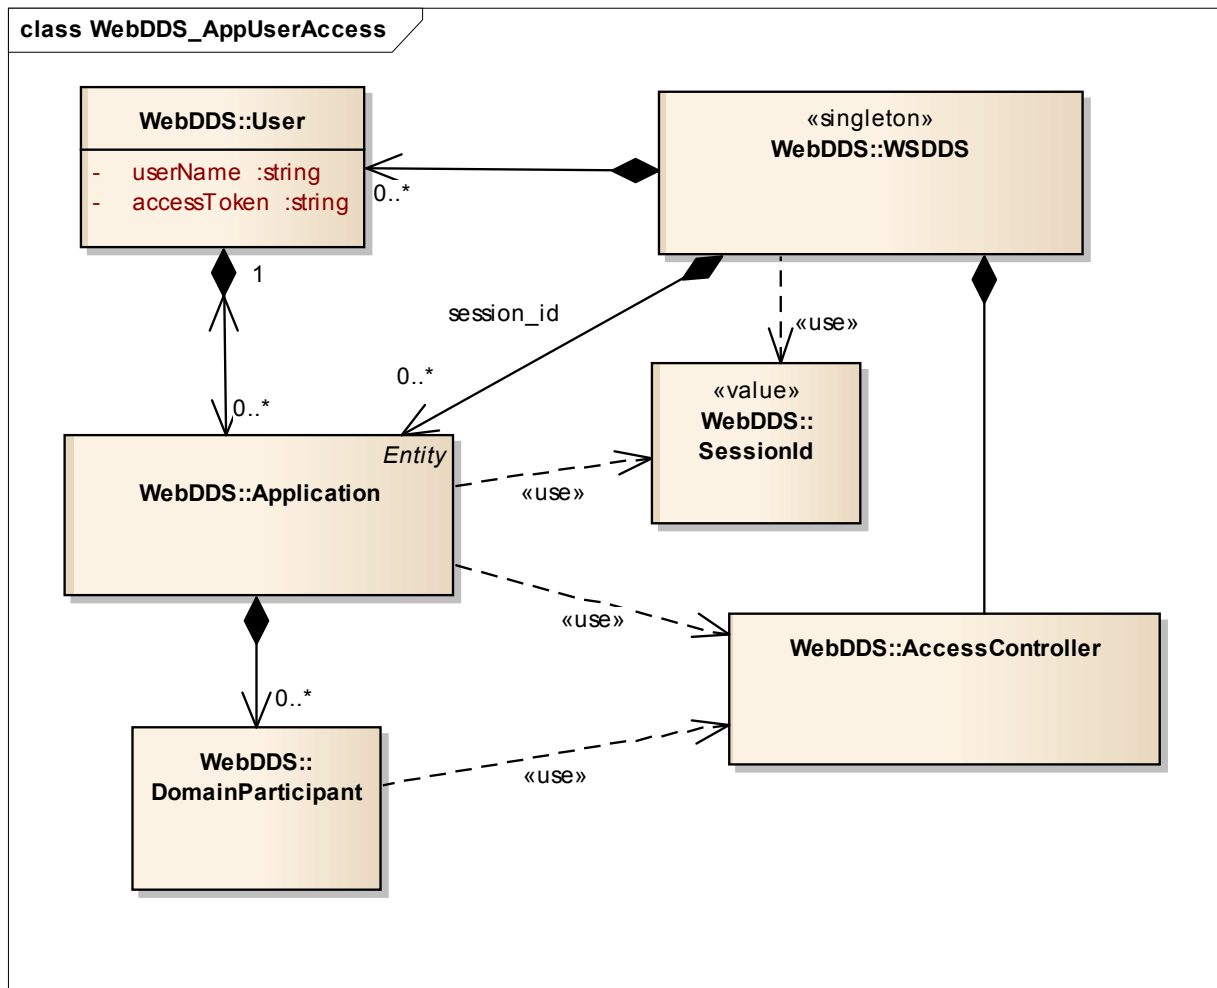 class WebDDS_AppUserAccess
WebDDS::User
- userName :string
- accessToken :string
«singleton»
WebDDS::WSDDS
0..*
1
session_id
«use»
0..*
0..*
«value»
WebDDS::
SessionId
Entity
WebDDS::Application
«use»
«use»
WebDDS::AccessController
0..*
WebDDS::
DomainParticipant
«use»